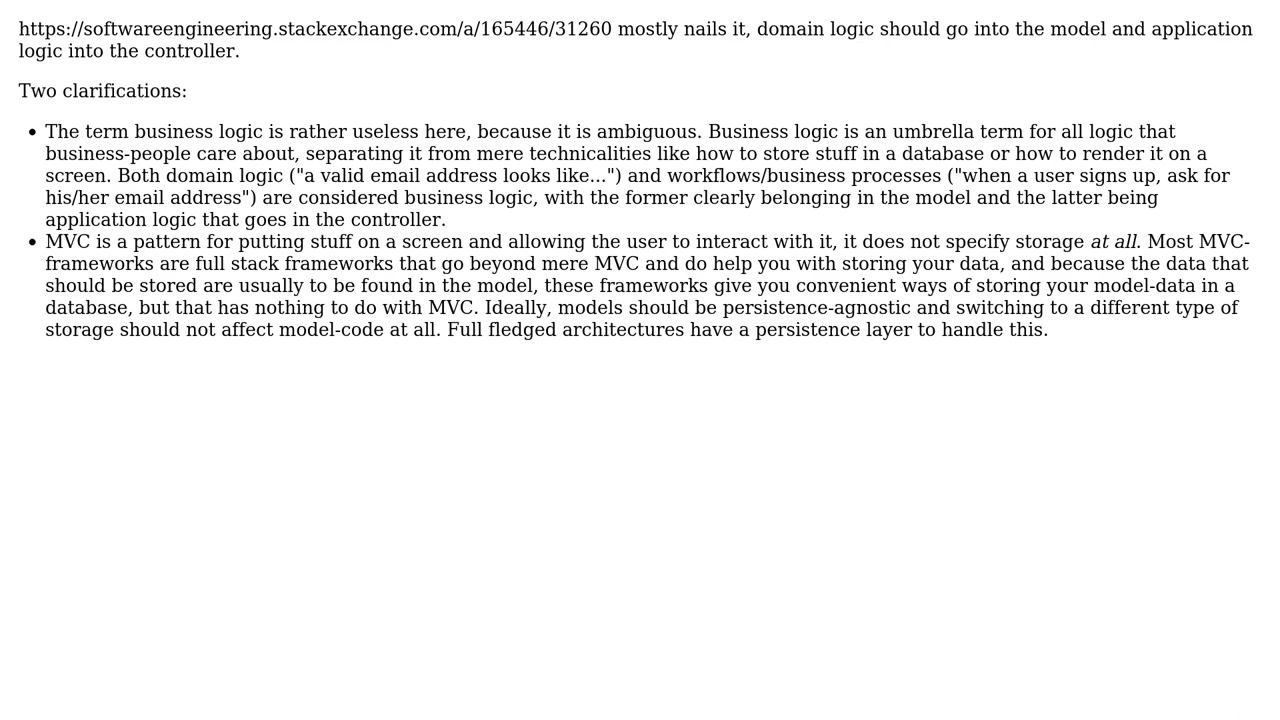 https://softwareengineering.stackexchange.com/a/165446/31260 mostly nails it, domain logic should go into the model and application
logic into the controller.
Two clarifications:
• The term business logic is rather useless here, because it is ambiguous. Business logic is an umbrella term for all logic that
business-people care about, separating it from mere technicalities like how to store stuff in a database or how to render it on a
screen. Both domain logic ("a valid email address looks like...") and workflows/business processes ("when a user signs up, ask for
his/her email address") are considered business logic, with the former clearly belonging in the model and the latter being
application logic that goes in the controller.
• MVC is a pattern for putting stuff on a screen and allowing the user to interact with it, it does not specify storage at all. Most MVC-
frameworks are full stack frameworks that go beyond mere MVC and do help you with storing your data, and because the data that
should be stored are usually to be found in the model, these frameworks give you convenient ways of storing your model-data in a
database, but that has nothing to do with MVC. Ideally, models should be persistence-agnostic and switching to a different type of
storage should not affect model-code at all. Full fledged architectures have a persistence layer to handle this.